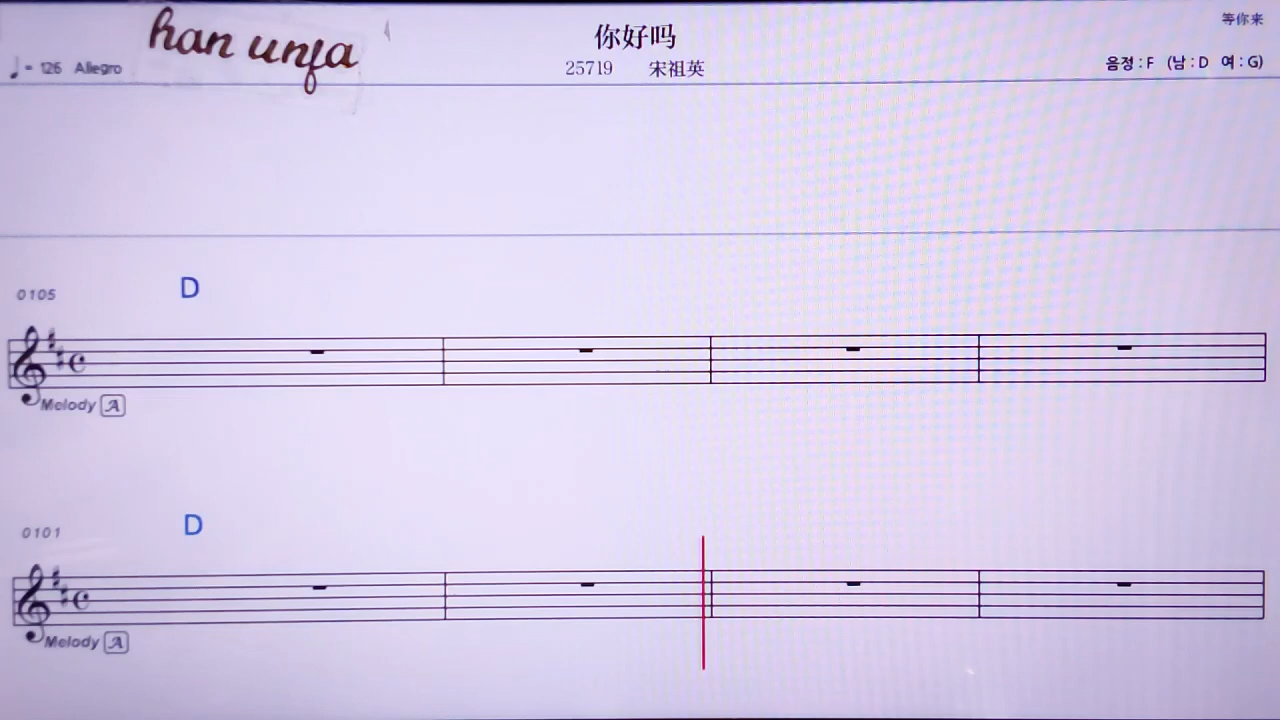 han unfa
你好吗
等你来
♩= 126 Allegro
25719 宋祖英
음정 : F (남 : D 여 : G)
0105
D
Melody A
0101
D
Melody A